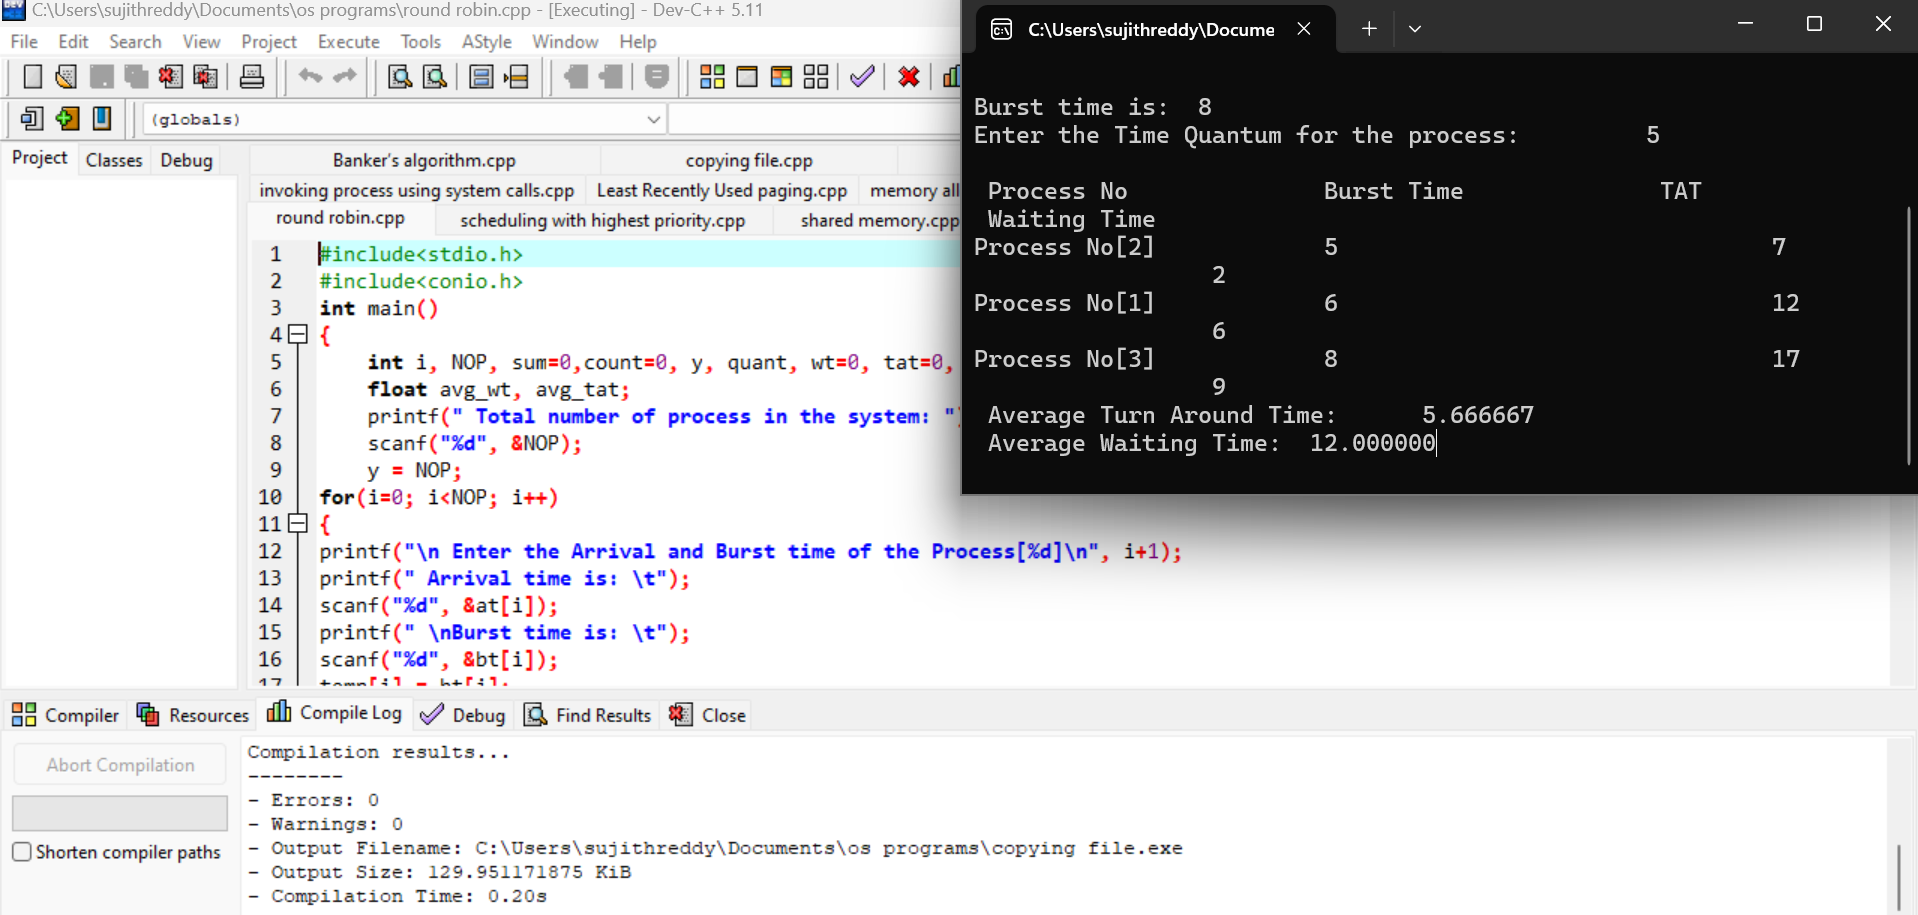 C:\Users\sujithreddy\Documents\os programs\round robin.cpp - [Executing] - Dev-C++ 5.11
File Edit Search View Project Execute Tools AStyle Window Help
(globals)
Project Classes Debug
Banker's algorithm.cpp copying file.cpp
invoking process using system calls.cpp Least Recently Used paging.cpp memory all
round robin.cpp scheduling with highest priority.cpp shared memory.cpp
1 #include<stdio.h>
2 #include<conio.h>
3 int main()
4 {
5 int i, NOP, sum=0,count=0, y, quant, wt=0, tat=0,
6 float avg_wt, avg_tat;
7 printf(" Total number of process in the system: ")
8 scanf("%d", &NOP);
9 y = NOP;
10 for(i=0; i<NOP; i++)
11 {
12 printf("\n Enter the Arrival and Burst time of the Process[%d]\n", i+1);
13 printf(" Arrival time is: \t");
14 scanf("%d", &at[i]);
15 printf(" \nBurst time is: \t");
16 scanf("%d", &bt[i]);
17 temp[i] = bt[i];
C:\Users\sujithreddy\Docume
Burst time is: 8
Enter the Time Quantum for the process: 5
Process No Burst Time TAT
Waiting Time
Process No[2] 5 7
2
Process No[1] 6 12
6
Process No[3] 8 17
9
Average Turn Around Time: 5.666667
Average Waiting Time: 12.000000
Compiler Resources Compile Log Debug Find Results Close
Abort Compilation
Shorten compiler paths
Compilation results...
--------
- Errors: 0
- Warnings: 0
- Output Filename: C:\Users\sujithreddy\Documents\os programs\copying file.exe
- Output Size: 129.951171875 KiB
- Compilation Time: 0.20s